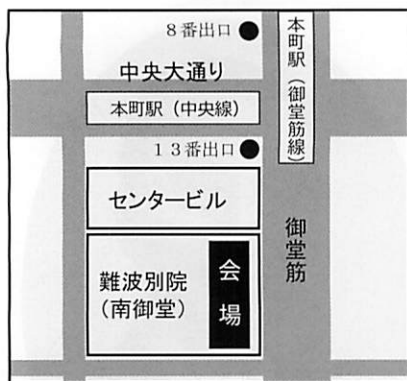 8番出口
本町駅（御堂筋線）
中央大通り
本町駅（中央線）
13番出口
センタービル
御堂筋
難波別院
（南御堂）
会場